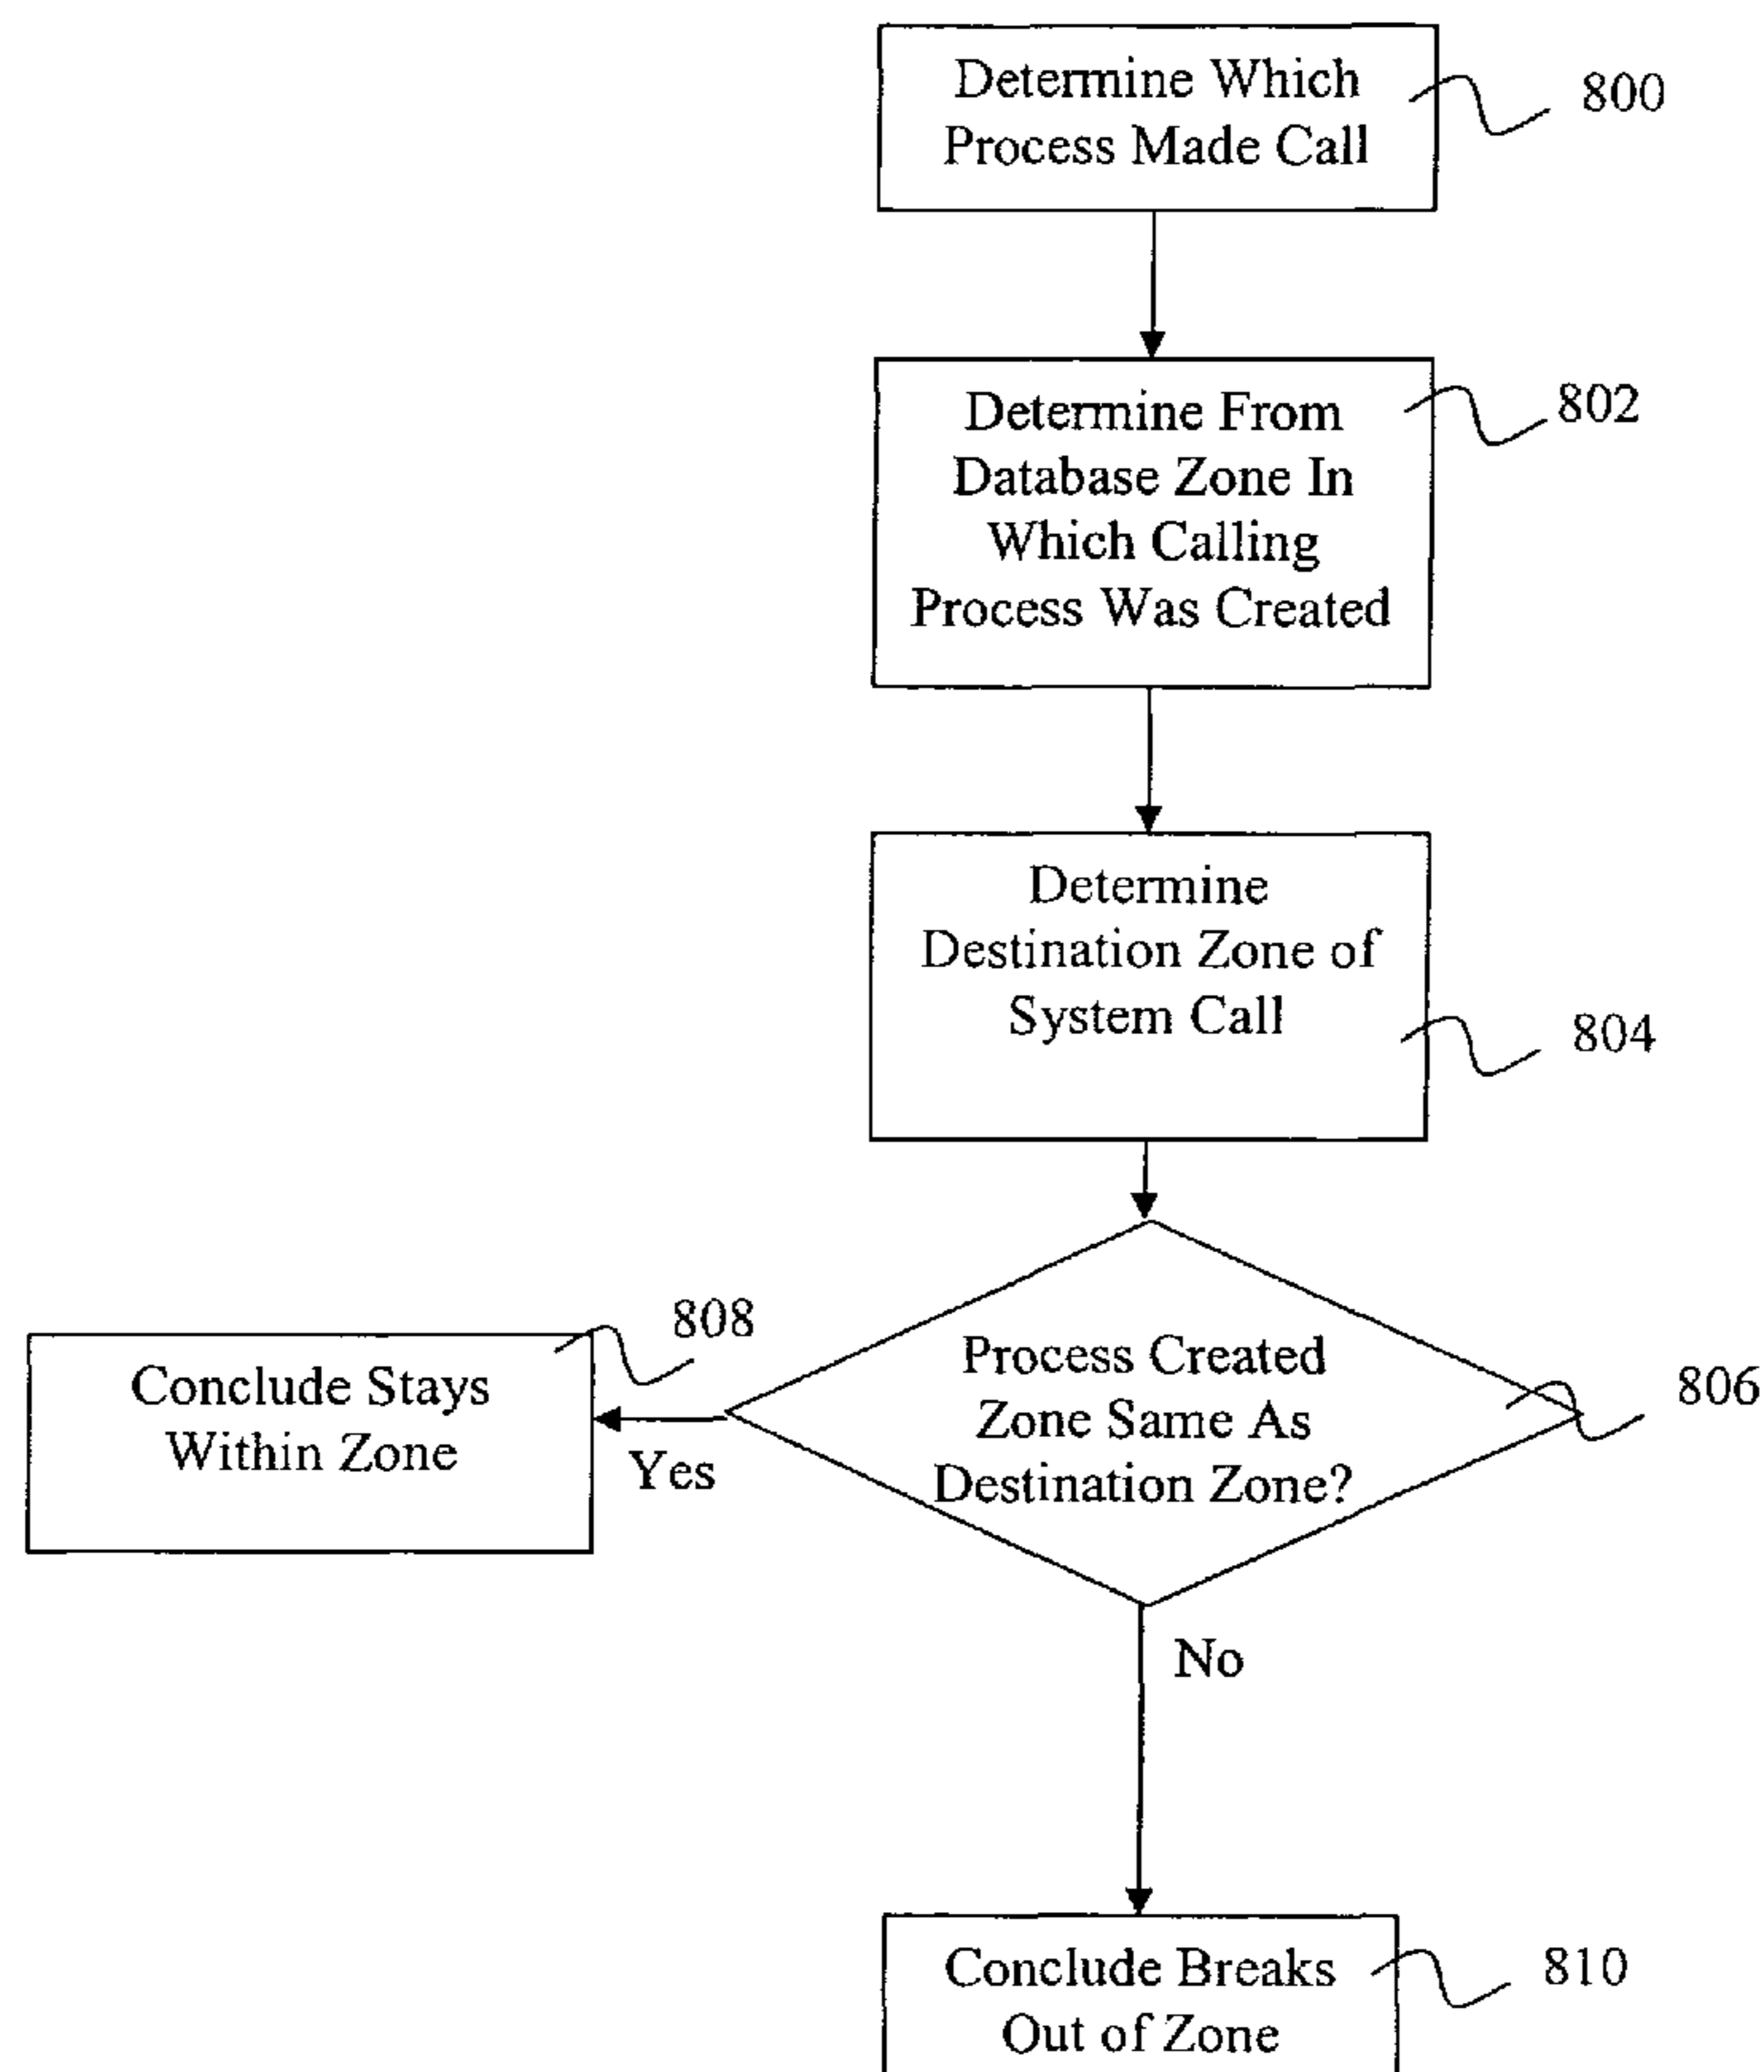 Determine Which
Process Made Call
800
Determine From
Database Zone In
Which Calling
Process Was Created
802
Determine
Destination Zone of
System Call
804
808
Conclude Stays
Within Zone
Yes
Process Created
Zone Same As
Destination Zone?
806
No
Conclude Breaks
Out of Zone
810